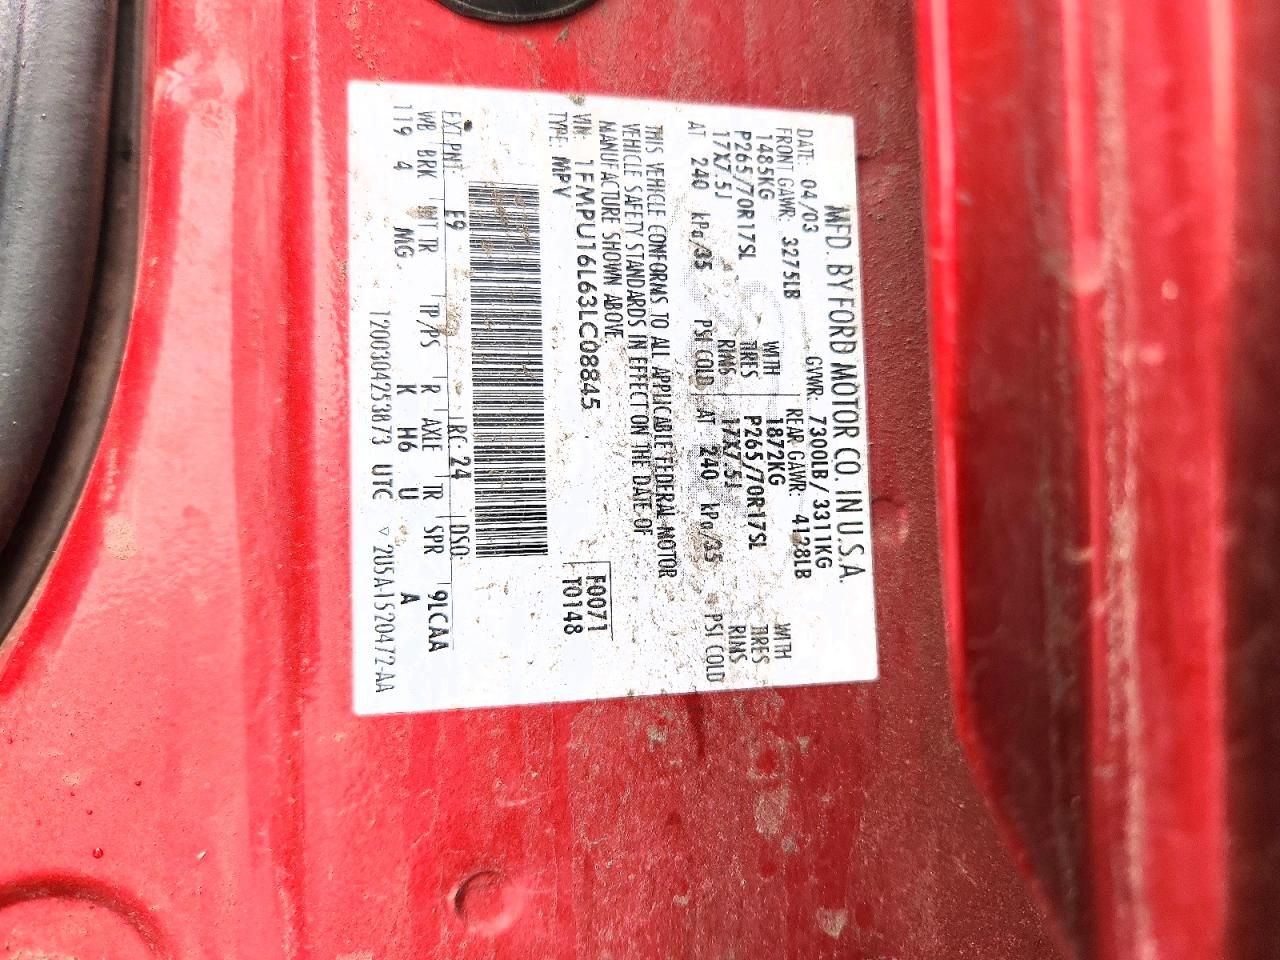 MFD. BY FORD MOTOR CO. IN U.S.A.
DATE: 04/03 GVWR: 7300LB/3311KG
FRONT GAWR: 3275LB REAR GAWR: 4128LB
1485KG WITH 1872KG WITH
P265/70R17SL TIRES P265/70R17SL TIRES
17X7.5J RIMS 17X7.5J RIMS
AT 240 kPa/35 PSI COLD AT 240 kPa/35 PSI COLD
THIS VEHICLE CONFORMS TO ALL APPLICABLE FEDERAL MOTOR
VEHICLE SAFETY STANDARDS IN EFFECT ON THE DATE OF
MANUFACTURE SHOWN ABOVE.
VIN: 1FMPU16L63LC08845 F0071
TYPE: MPV T0148
EXT PNT: E9 RC: 24 DSO:
WB BRK INT TR TP/PS R AXLE TR SPR 9LCAA
119 4 MG K H6 U A
1200304253873 UTC ▽ 2U5A-1520472-AA